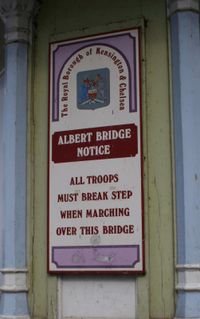 The Royal Borough of Kensington & Chelsea
ALBERT BRIDGE
NOTICE
ALL TROOPS
MUST BREAK STEP
WHEN MARCHING
OVER THIS BRIDGE